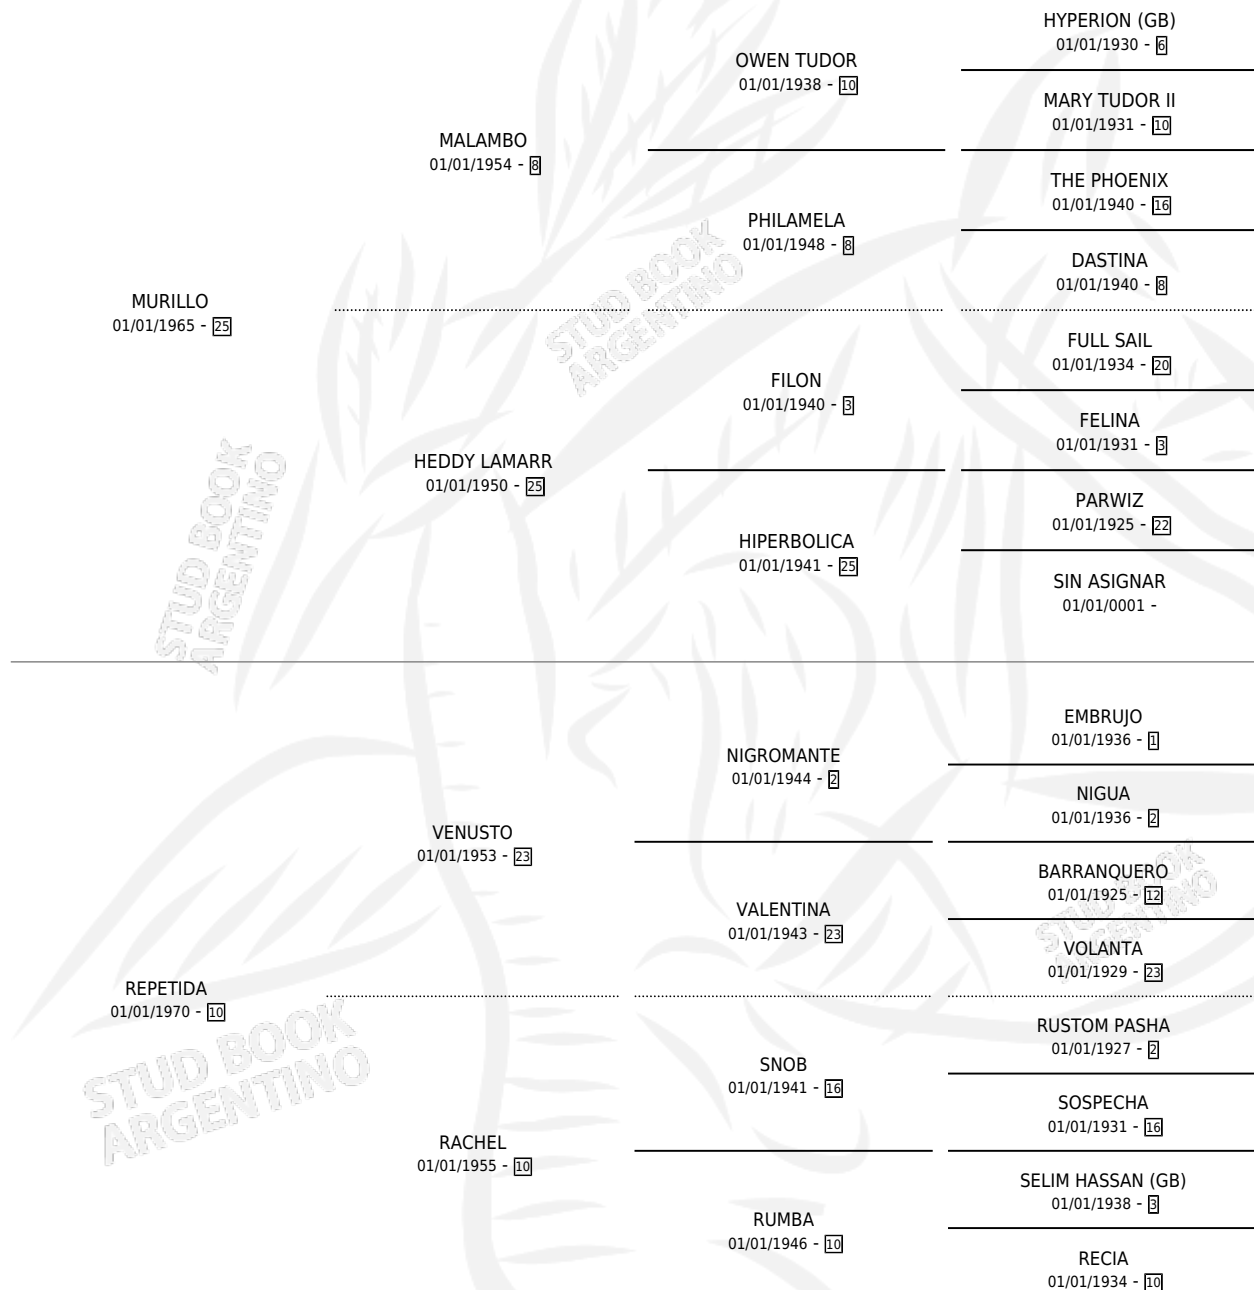 HYPERION (GB)
01/01/1930 - 6
OWEN TUDOR
01/01/1938 - 10
MARY TUDOR II
01/01/1931 - 10
MALAMBO
01/01/1954 - 8
THE PHOENIX
01/01/1940 - 16
PHILAMELA
01/01/1948 - 8
DASTINA
01/01/1940 - 8
MURILLO
01/01/1965 - 25
STUD BOOK
ARGENTINO
FULL SAIL
01/01/1934 - 20
FILON
01/01/1940 - 3
FELINA
01/01/1931 - 3
HEDDY LAMARR
01/01/1950 - 25
PARWIZ
01/01/1925 - 22
HIPERBOLICA
01/01/1941 - 25
SIN ASIGNAR
01/01/0001 -
STUD BOOK
ARGENTINO
EMBRUJO
01/01/1936 - 1
NIGROMANTE
01/01/1944 - 2
NIGUA
01/01/1936 - 2
VENUSTO
01/01/1953 - 23
BARRANQUERO
01/01/1925 - 12
VALENTINA
01/01/1943 - 23
VOLANTA
01/01/1929 - 23
STUD BOOK
ARGENTINO
REPETIDA
01/01/1970 - 10
RUSTOM PASHA
01/01/1927 - 2
SNOB
01/01/1941 - 16
SOSPECHA
01/01/1931 - 16
STUD BOOK
ARGENTINO
RACHEL
01/01/1955 - 10
SELIM HASSAN (GB)
01/01/1938 - 3
RUMBA
01/01/1946 - 10
RECIA
01/01/1934 - 10